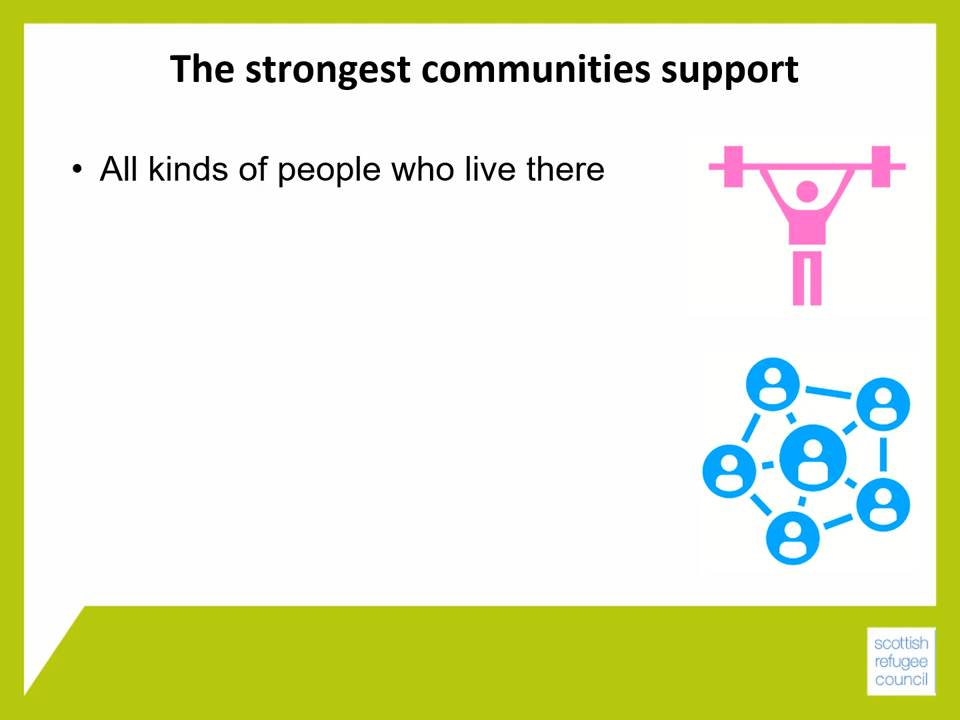 The strongest communities support
• All kinds of people who live there
scottish
refugee
council